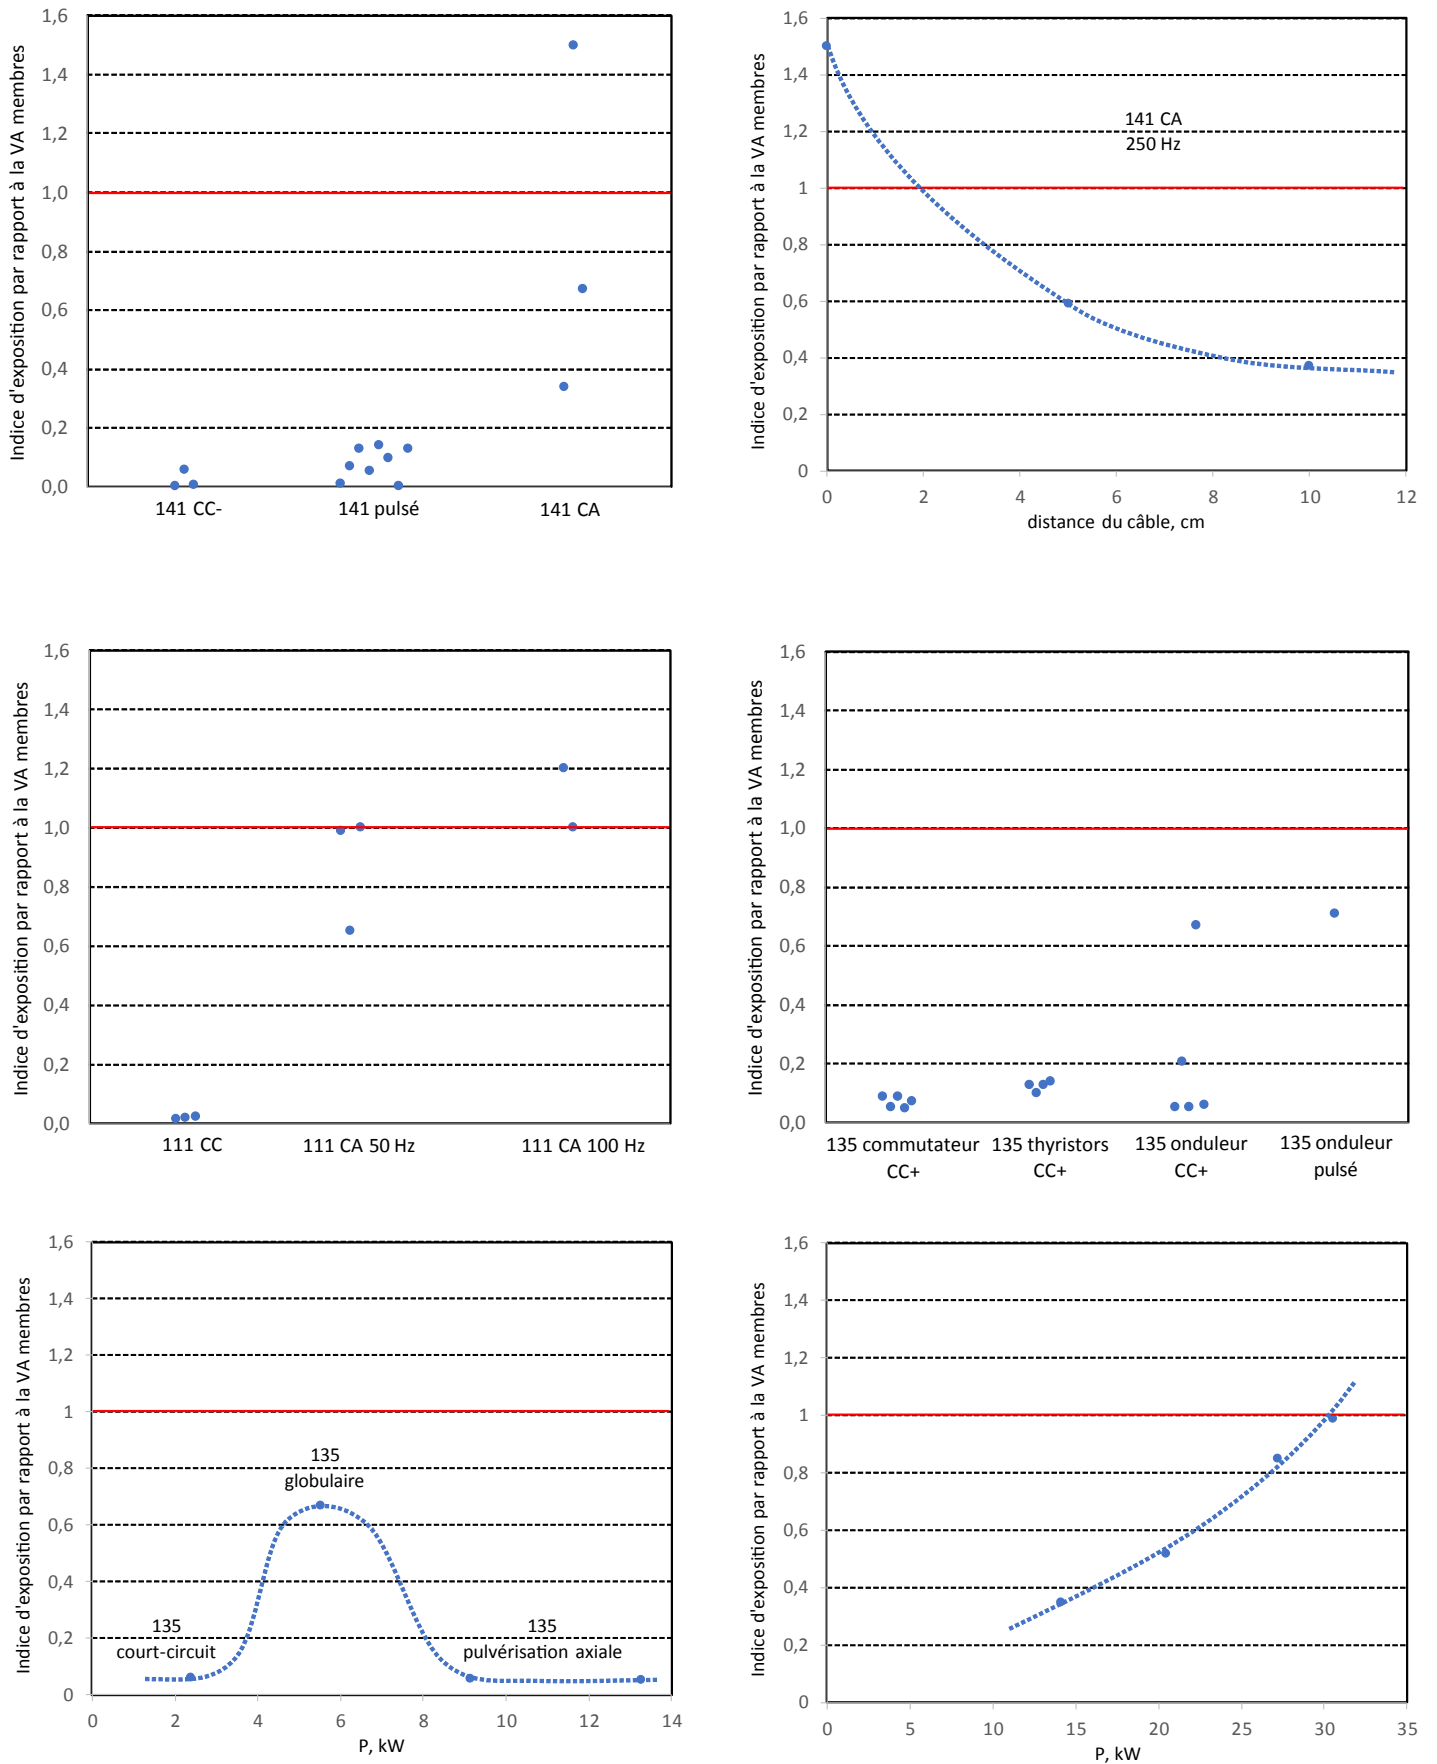 Indice d'exposition par rapport à la VA membres
1,6
1,4
1,2
1,0
0,8
0,6
0,4
0,2
0,0
141 CC-
141 pulsé
141 CA
Indice d'exposition par rapport à la VA membres
1,6
1,4
1,2
1
0,8
0,6
0,4
0,2
0
141 CA
250 Hz
0 2 4 6 8 10 12
distance du câble, cm
Indice d'exposition par rapport à la VA membres
1,6
1,4
1,2
1,0
0,8
0,6
0,4
0,2
0,0
111 CC
111 CA 50 Hz
111 CA 100 Hz
Indice d'exposition par rapport à la VA membres
1,6
1,4
1,2
1,0
0,8
0,6
0,4
0,2
0,0
135 commutateur
CC+
135 thyristors
CC+
135 onduleur
CC+
135 onduleur
pulsé
Indice d'exposition par rapport à la VA membres
1,6
1,4
1,2
1
0,8
0,6
0,4
0,2
0
135
globulaire
135
court-circuit
135
pulvérisation axiale
0 2 4 6 8 10 12 14
P, kW
Indice d'exposition par rapport à la VA membres
1,6
1,4
1,2
1
0,8
0,6
0,4
0,2
0
0 5 10 15 20 25 30 35
P, kW